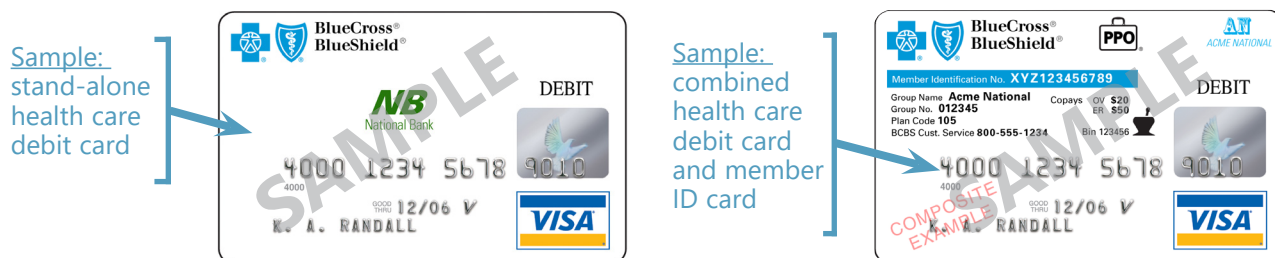 Sample:
stand-alone
health care
debit card
BlueCross®
BlueShield®
NB
National Bank
DEBIT
SAMPLE
4000 1234 5678 9010
4000
GOOD THRU 12/06 V
K. A. RANDALL
VISA
Sample:
combined
health care
debit card
and member
ID card
BlueCross®
BlueShield®
PPO
AN
ACME NATIONAL
Member Identification No. XYZ123456789
Group Name Acme National
Group No. 012345
Plan Code 105
BCBS Cust. Service 800-555-1234
Copays OV $20
ER $50
Bin 123456
DEBIT
SAMPLE
4000 1234 5678 9010
4000
COMPOSITE
EXAMPLE
GOOD THRU 12/06 V
K. A. RANDALL
VISA